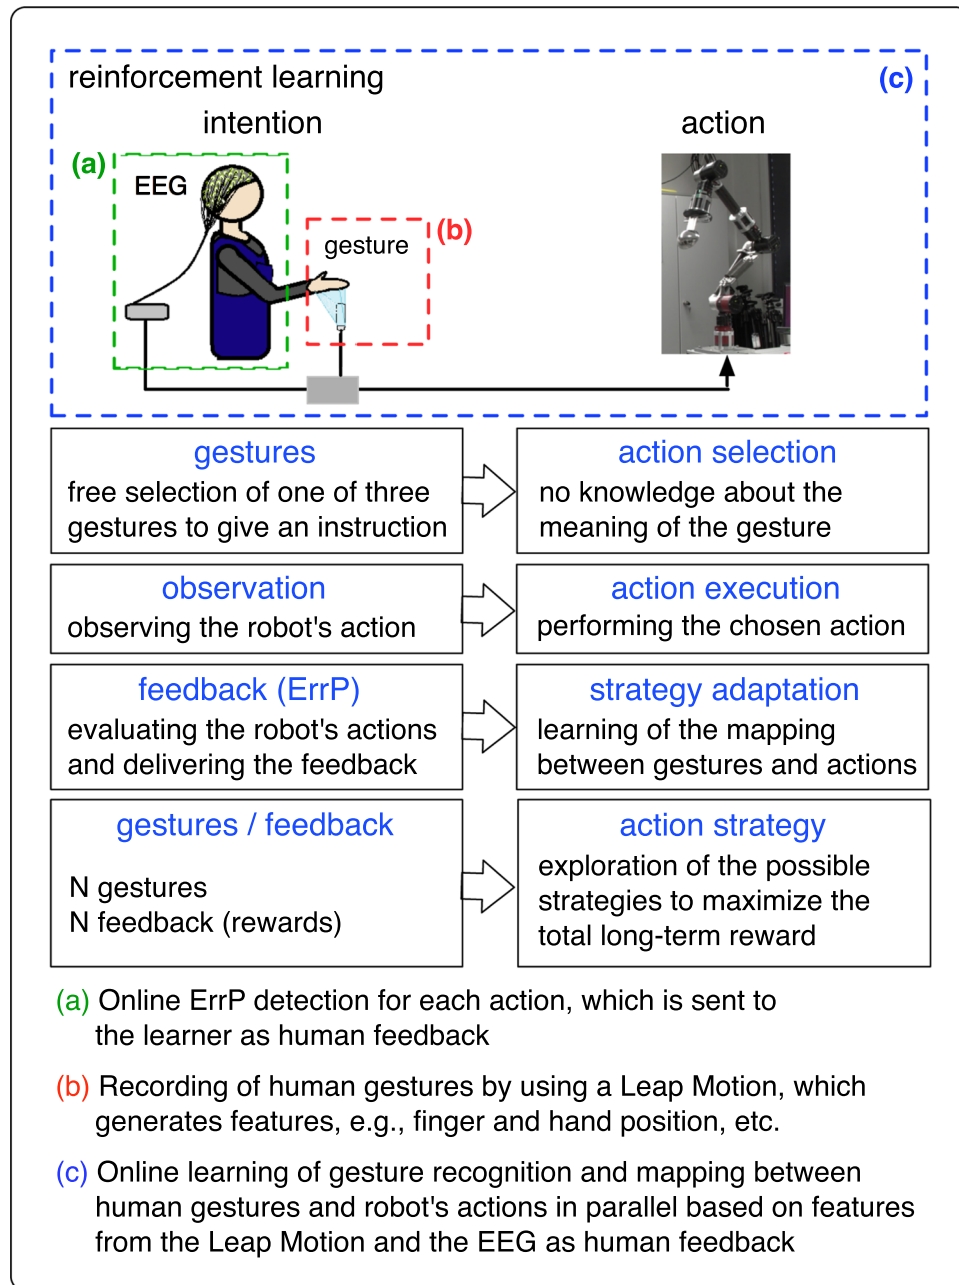 reinforcement learning
(c)
intention
action
(a)
EEG
(b)
gesture
gestures
free selection of one of three
gestures to give an instruction
action selection
no knowledge about the
meaning of the gesture
observation
observing the robot's action
action execution
performing the chosen action
feedback (ErrP)
evaluating the robot's actions
and delivering the feedback
strategy adaptation
learning of the mapping
between gestures and actions
gestures / feedback
N gestures
N feedback (rewards)
action strategy
exploration of the possible
strategies to maximize the
total long-term reward
(a) Online ErrP detection for each action, which is sent to
the learner as human feedback
(b) Recording of human gestures by using a Leap Motion, which
generates features, e.g., finger and hand position, etc.
(c) Online learning of gesture recognition and mapping between
human gestures and robot's actions in parallel based on features
from the Leap Motion and the EEG as human feedback